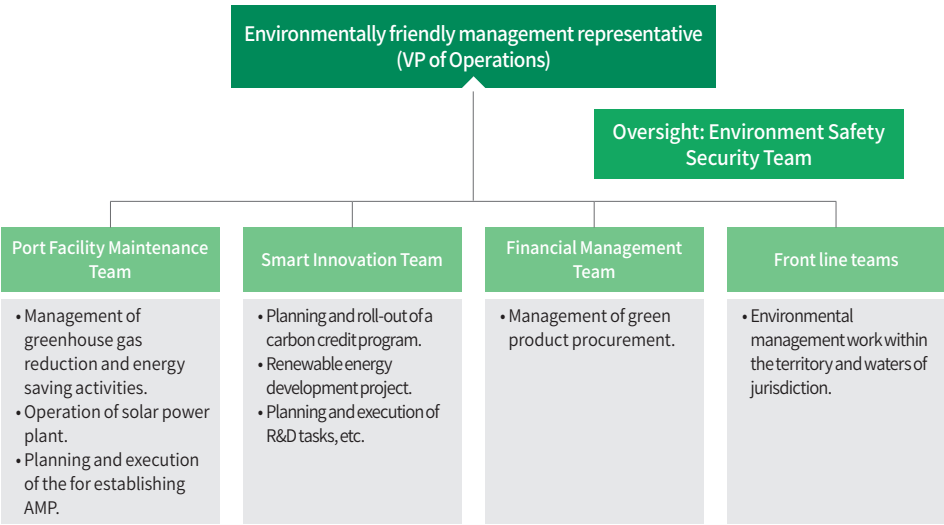 Environmentally friendly management representative
(VP of Operations)
Oversight: Environment Safety
Security Team
Port Facility Maintenance
Team
• Management of
greenhouse gas
reduction and energy
saving activities.
• Operation of solar power
plant.
• Planning and execution
of the for establishing
AMP.
Smart Innovation Team
• Planning and roll-out of a
carbon credit program.
• Renewable energy
development project.
• Planning and execution of
R&D tasks, etc.
Financial Management
Team
• Management of green
product procurement.
Front line teams
• Environmental
management work within
the territory and waters of
jurisdiction.